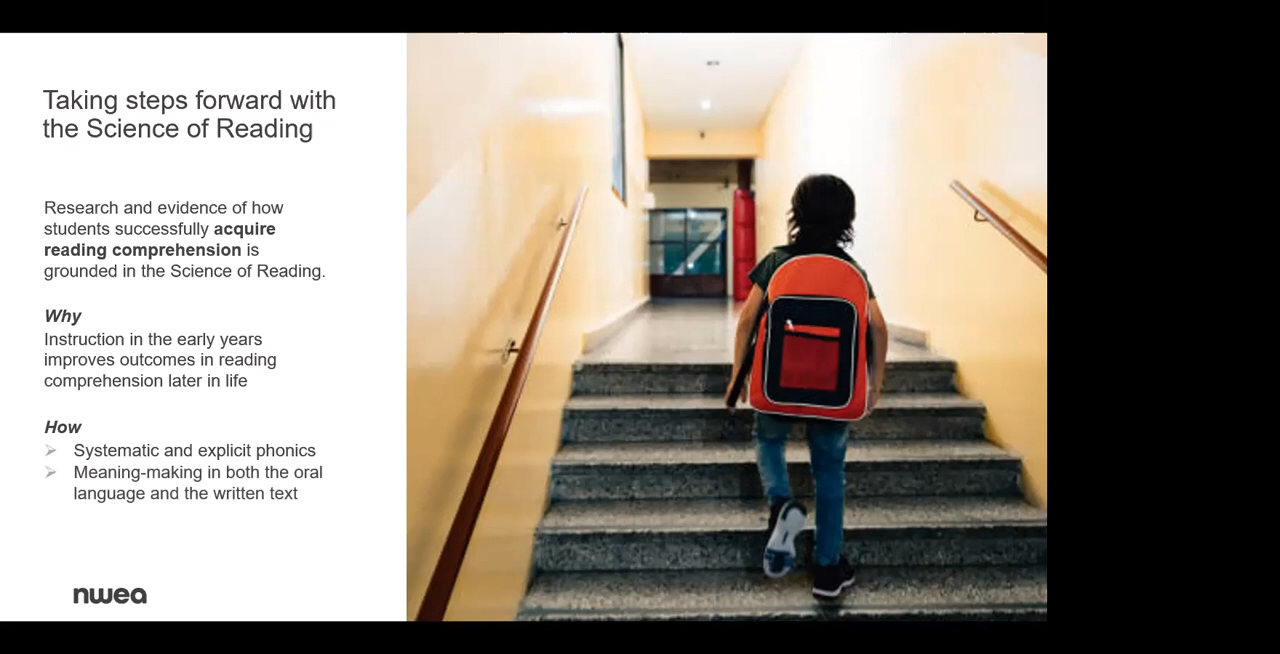 Taking steps forward with
the Science of Reading
Research and evidence of how
students successfully acquire
reading comprehension is
grounded in the Science of Reading.
Why
Instruction in the early years
improves outcomes in reading
comprehension later in life
How
➢ Systematic and explicit phonics
➢ Meaning-making in both the oral
language and the written text
nwea